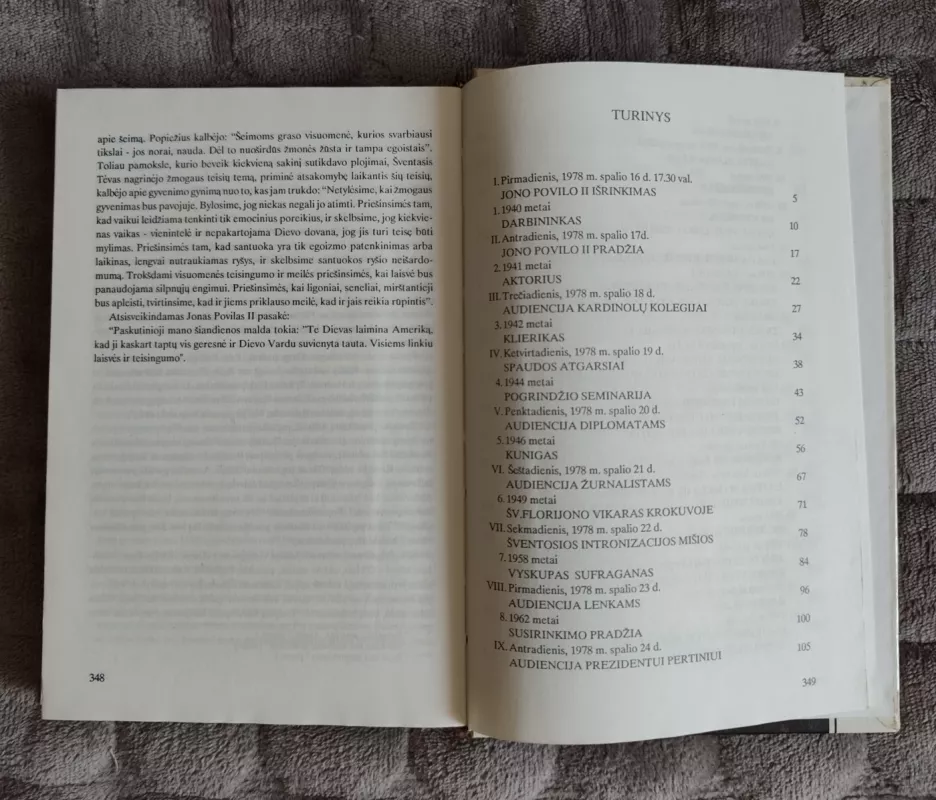 apie šeimą. Popiežius kalbėjo: "Šeimoms graso visuomenė, kurios svarbiausi
tikslai - jos norai, nauda. Dėl to nuoširdūs žmonės žūsta ir tampa egoistais".
Toliau pamoksle, kurio beveik kiekvieną sakinį sutikdavo plojimai, Šventasis
Tėvas nagrinėjo žmogaus teisių temą, priminė atsakomybę laikantis šių teisių,
kalbėjo apie gyvenimo gynimą nuo to, kas jam trukdo: "Netylėsime, kai žmogaus
gyvenimas bus pavojuje. Bylosime, jog niekas negali jo atimti. Priešinsimės tam,
kad vaikui leidžiama tenkinti tik emocinius poreikius, ir skelbsime, jog kiekvie-
nas vaikas - vienintelė ir nepakartojama Dievo dovana, jog jis turi teisę būti
mylimas. Priešinsimės tam, kad santuoka yra tik egoizmo patenkinimas arba
laikinas, lengvai nutraukiamas ryšys, ir skelbsime santuokos ryšio neišardo-
mumą. Trokšdami visuomenės teisingumo ir meilės priešinsimės, kai laisvė bus
panaudojama silpnųjų engimui. Priešinsimės, kai ligoniai, seneliai, mirštantieji
bus apleisti, tvirtinsime, kad ir jiems priklauso meilė, kad ir jais reikia rūpintis".
Atsisveikindamas Jonas Povilas II pasakė:
"Paskutinioji mano šiandienos malda tokia: "Te Dievas laimina Ameriką,
kad ji kaskart taptų vis geresnė ir Dievo Vardu suvienyta tauta. Visiems linkiu
laisvės ir teisingumo".
348
TURINYS
I. Pirmadienis, 1978 m. spalio 16 d. 17.30 val.
JONO POVILO II IŠRINKIMAS 5
1. 1940 metai
DARBININKAS 10
II. Antradienis, 1978 m. spalio 17d.
JONO POVILO II PRADŽIA 17
2. 1941 metai
AKTORIUS 22
III. Trečiadienis, 1978 m. spalio 18 d.
AUDIENCIJA KARDINOLŲ KOLEGIJAI 27
3. 1942 metai
KLIERIKAS 34
IV. Ketvirtadienis, 1978 m. spalio 19 d.
SPAUDOS ATGARSIAI 38
4. 1944 metai
POGRINDŽIO SEMINARIJA 43
V. Penktadienis, 1978 m. spalio 20 d.
AUDIENCIJA DIPLOMATAMS 52
5. 1946 metai
KUNIGAS 56
VI. Šeštadienis, 1978 m. spalio 21 d.
AUDIENCIJA ŽURNALISTAMS 67
6. 1949 metai
ŠV.FLORIJONO VIKARAS KROKUVOJE 71
VII. Sekmadienis, 1978 m. spalio 22 d.
ŠVENTOSIOS INTRONIZACIJOS MIŠIOS 78
7. 1958 metai
VYSKUPAS SUFRAGANAS 84
VIII. Pirmadienis, 1978 m. spalio 23 d.
AUDIENCIJA LENKAMS 96
8. 1962 metai
SUSIRINKIMO PRADŽIA 100
IX. Antradienis, 1978 m. spalio 24 d.
AUDIENCIJA PREZIDENTUI PERTINIUI 105
349